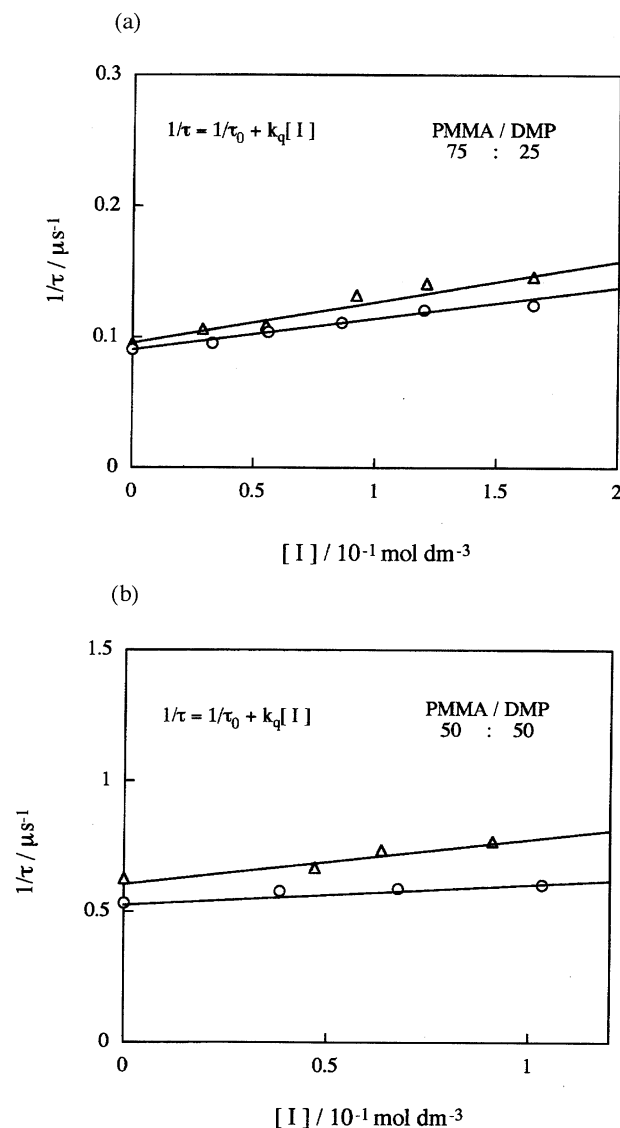 (a)
0.3
1/τ = 1/τ₀ + k_q[ I ]
PMMA / DMP
75 : 25
0.2
1/τ / μs⁻¹
0.1
0
0 0.5 1 1.5 2
[ I ] / 10⁻¹ mol dm⁻³
(b)
1.5
1/τ = 1/τ₀ + k_q[ I ]
PMMA / DMP
50 : 50
1
1/τ / μs⁻¹
0.5
0
0 0.5 1
[ I ] / 10⁻¹ mol dm⁻³